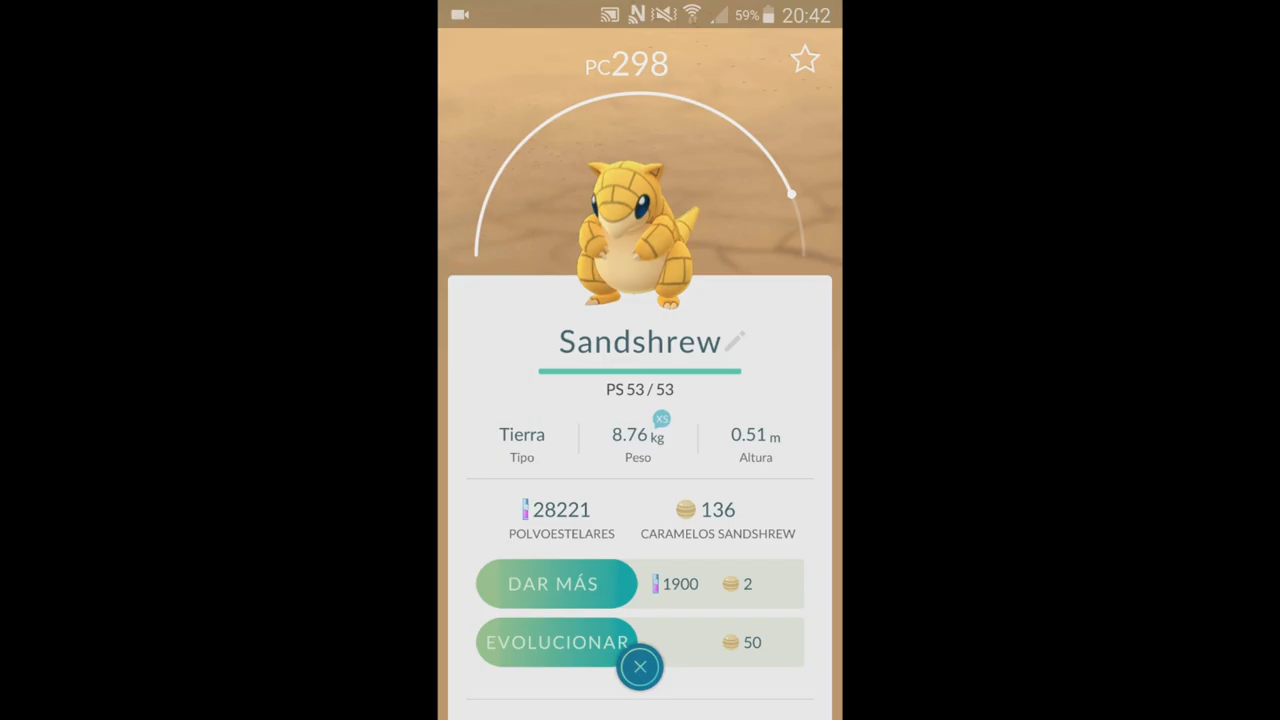 59% 20:42
PC298
Sandshrew
PS 53 / 53
XS
Tierra 8.76 kg 0.51 m
Tipo Peso Altura
28221 136
POLVOESTELARES CARAMELOS SANDSHREW
DAR MÁS 1900 2
EVOLUCIONAR 50